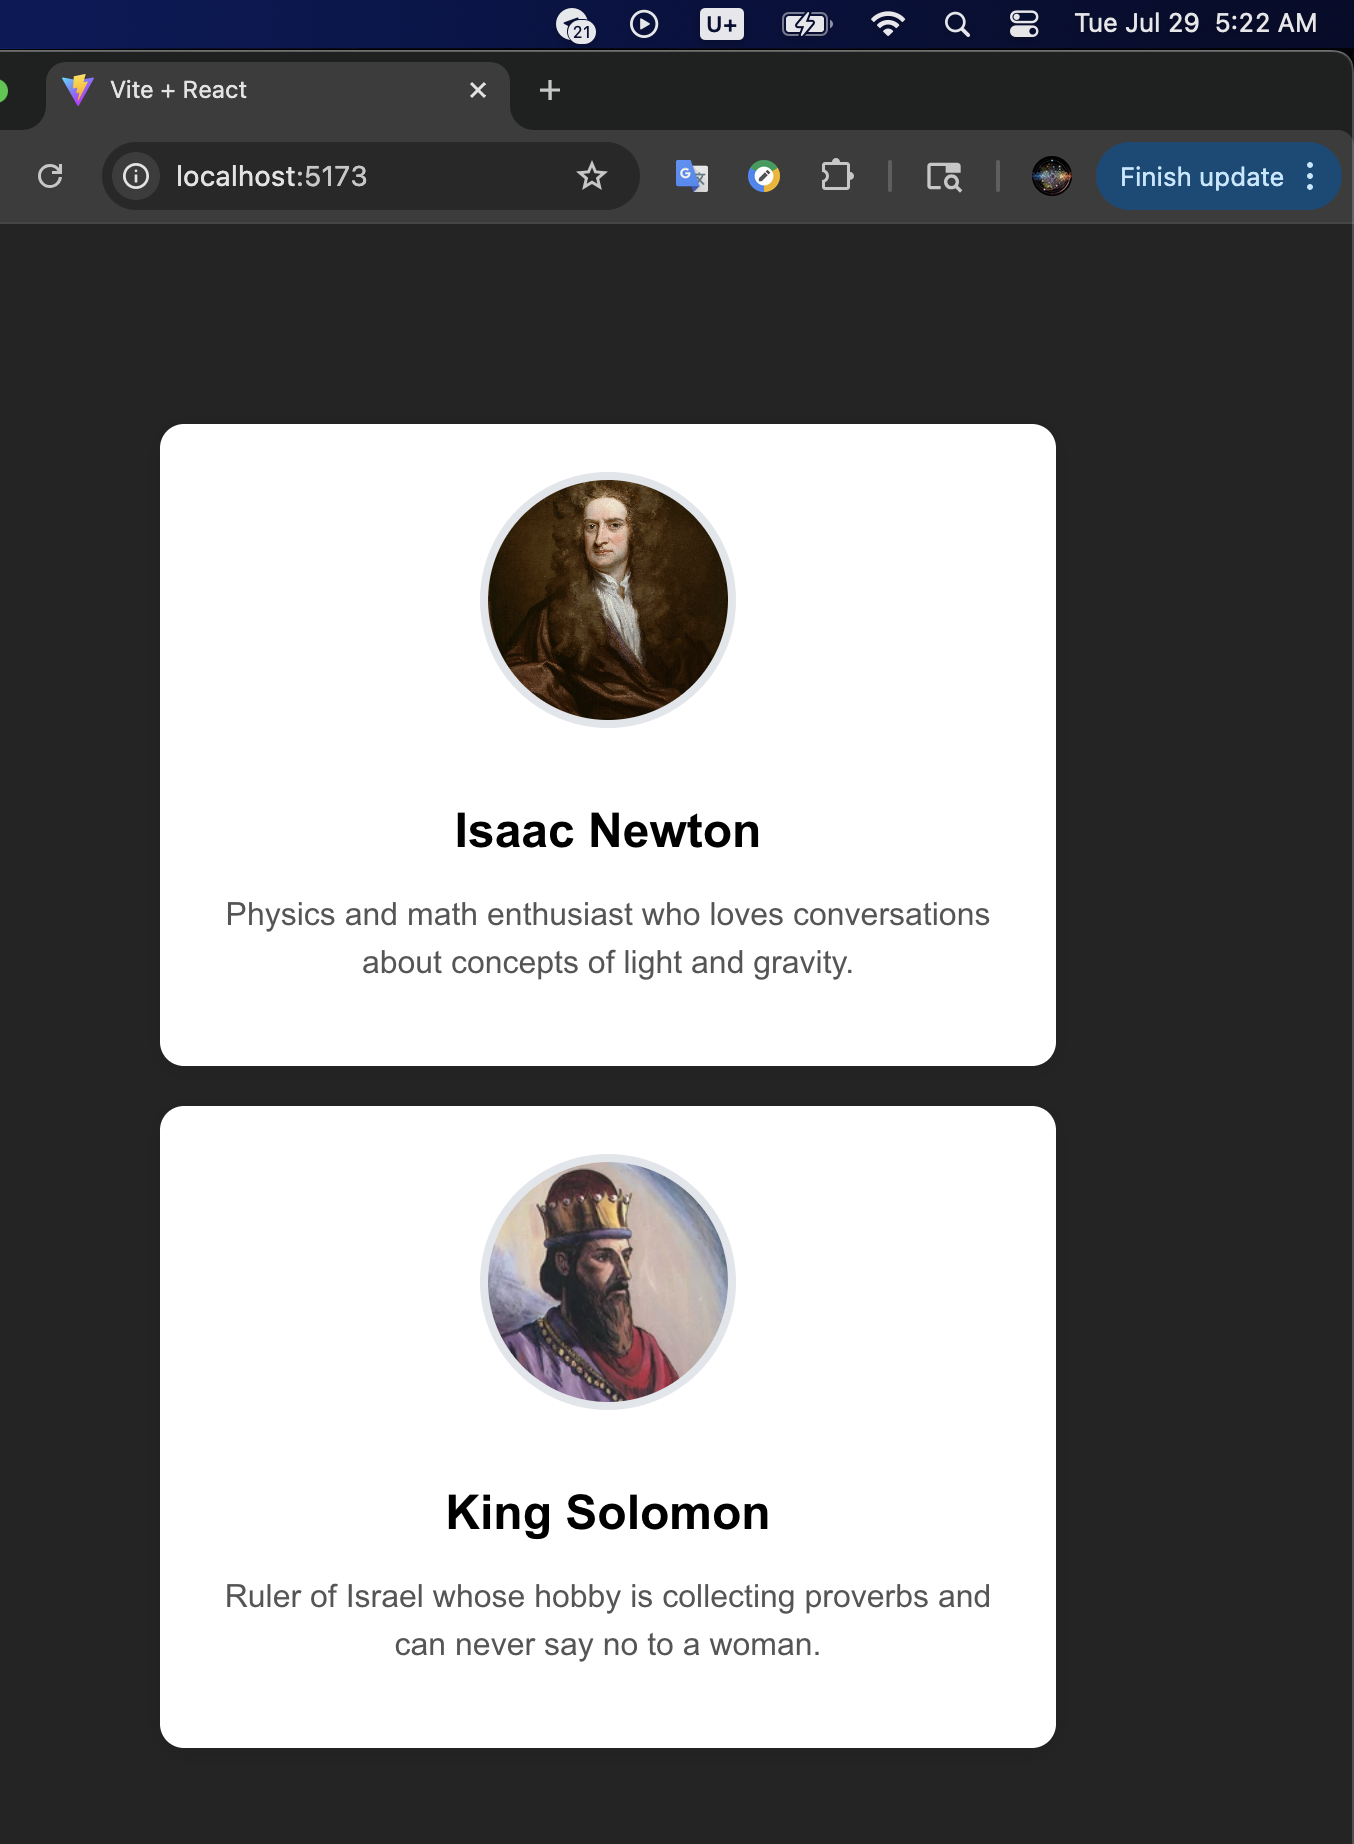 21
U+
Tue Jul 29 5:22 AM
Vite + React
localhost:5173
G
Finish update
Isaac Newton
Physics and math enthusiast who loves conversations
about concepts of light and gravity.
King Solomon
Ruler of Israel whose hobby is collecting proverbs and
can never say no to a woman.